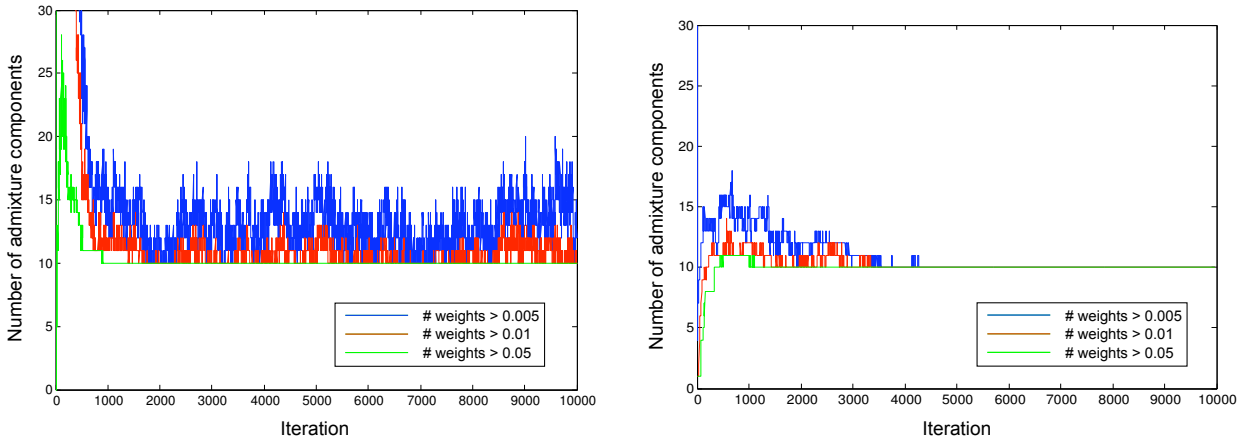 Number of admixture components
30
25
20
15
10
5
0
# weights > 0.005
# weights > 0.01
# weights > 0.05
0 1000 2000 3000 4000 5000 6000 7000 8000 9000 10000
Iteration
Number of admixture components
30
25
20
15
10
5
0
# weights > 0.005
# weights > 0.01
# weights > 0.05
0 1000 2000 3000 4000 5000 6000 7000 8000 9000 10000
Iteration